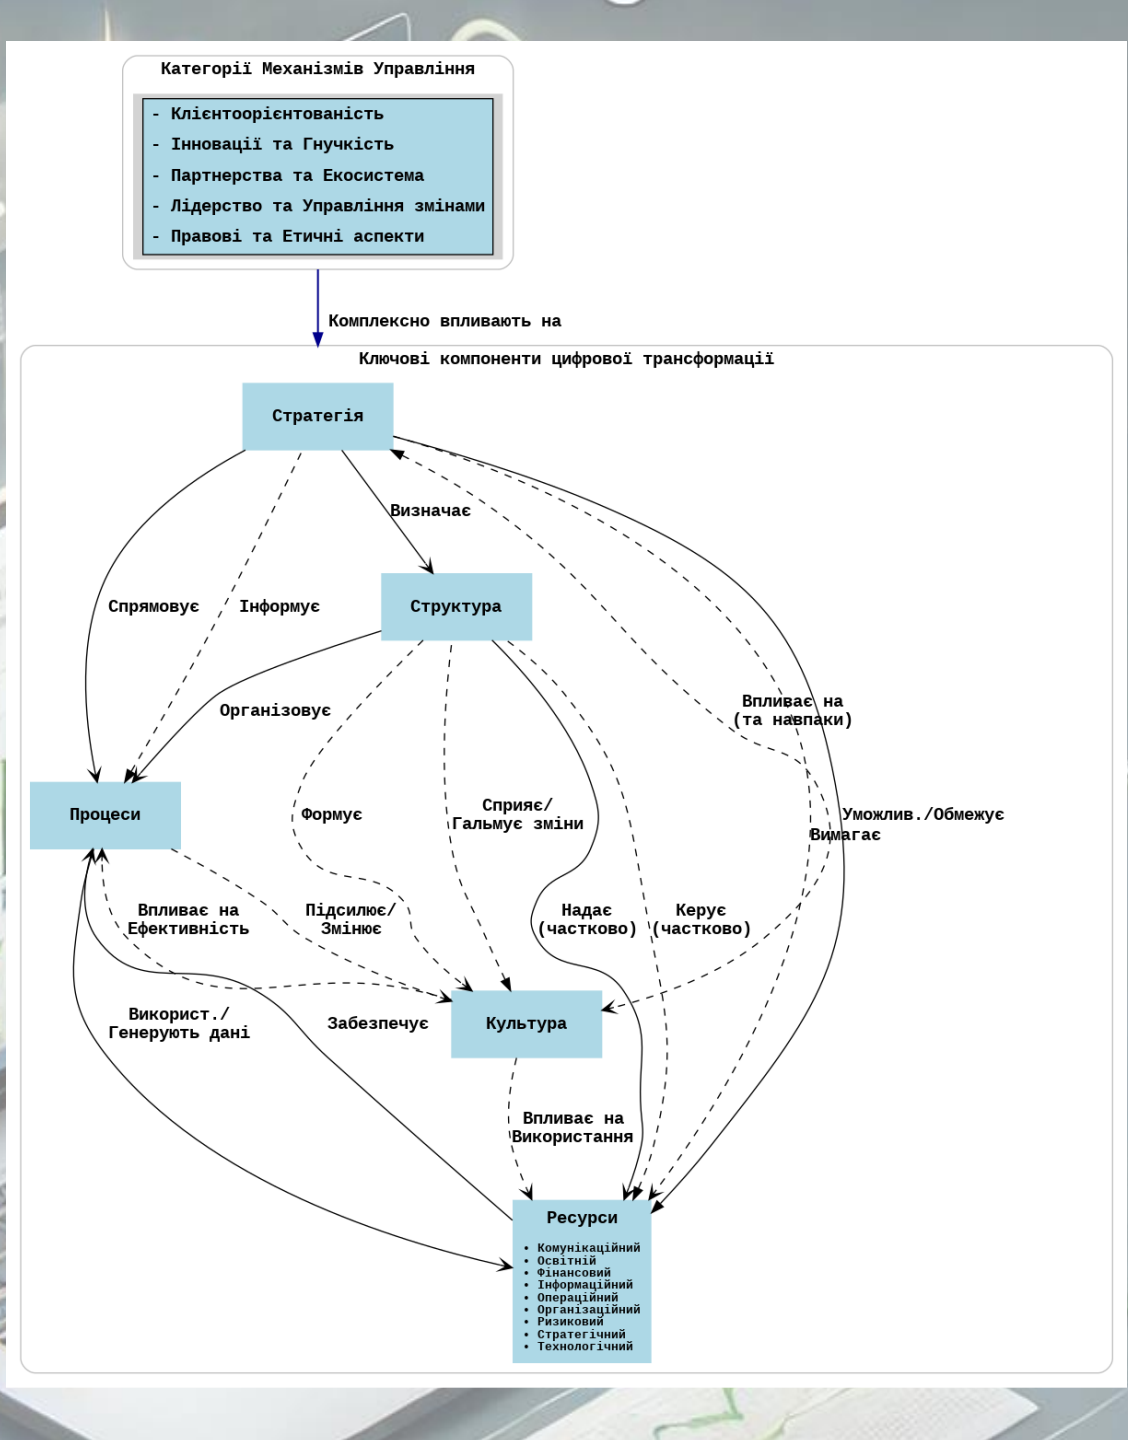 Категорії Механізмів Управління
- Клієнтоорієнтованість
- Інновації та Гнучкість
- Партнерства та Екосистема
- Лідерство та Управління змінами
- Правові та Етичні аспекти
Комплексно впливають на
Ключові компоненти цифрової трансформації
Стратегія
Визначає
Спрямовує
Інформує
Структура
Організовує
Впливає на
(та навпаки)
Процеси
Формує
Сприяє/
Гальмує зміни
Уможлив./Обмежує
Вимагає
Впливає на
Ефективність
Підсилює/
Змінює
Надає
(частково)
Керує
(частково)
Використ./
Генерують дані
Забезпечує
Культура
Впливає на
Використання
Ресурси
• Комунікаційний
• Освітній
• Фінансовий
• Інформаційний
• Операційний
• Організаційний
• Ризиковий
• Стратегічний
• Технологічний